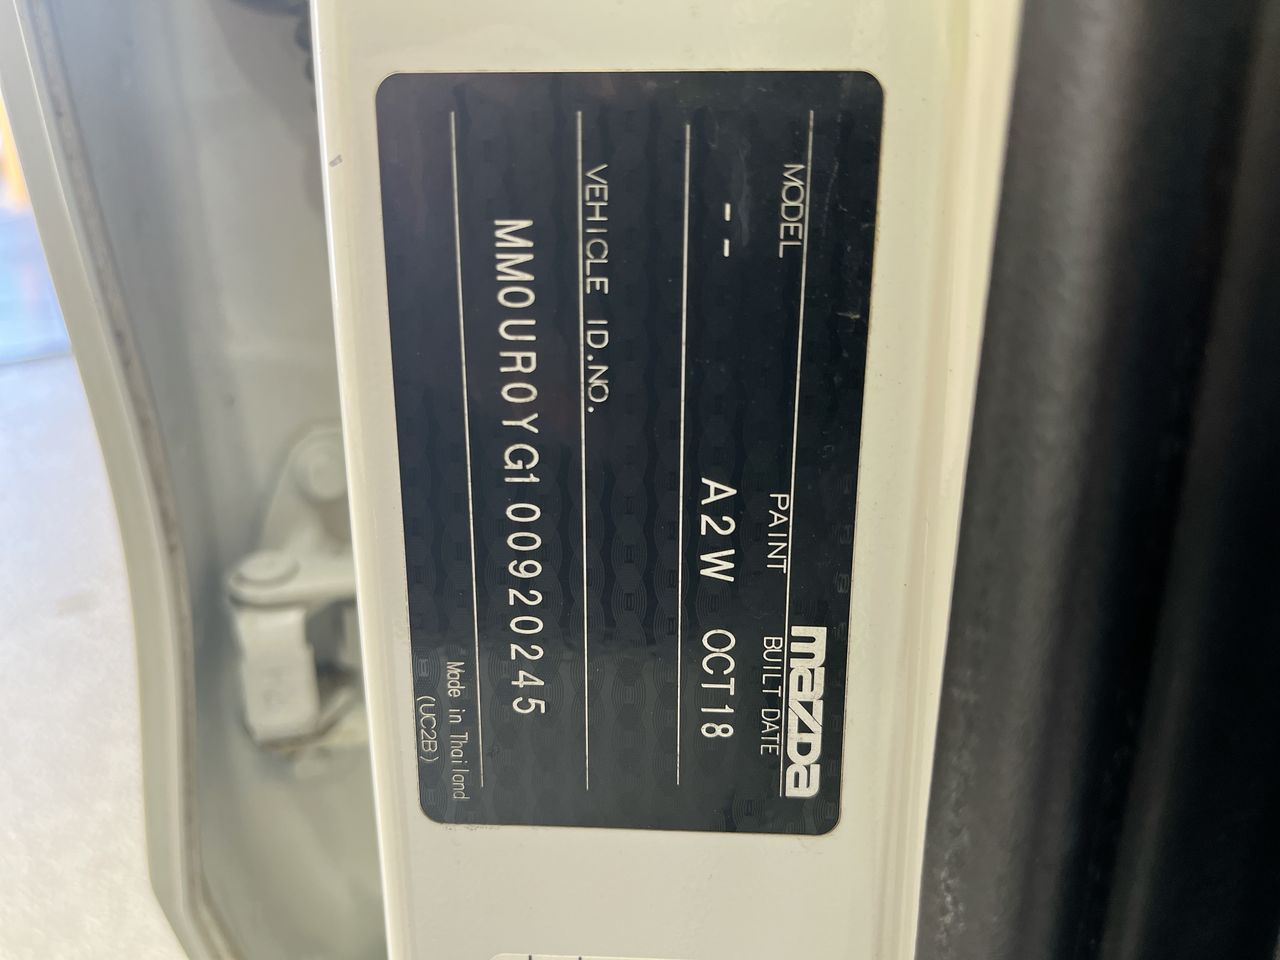 mazda
MODEL PAINT BUILT DATE
-- A2W OCT18
VEHICLE ID.NO.
MM0UR0YG100920245
Made in Thailand
(UC2B)